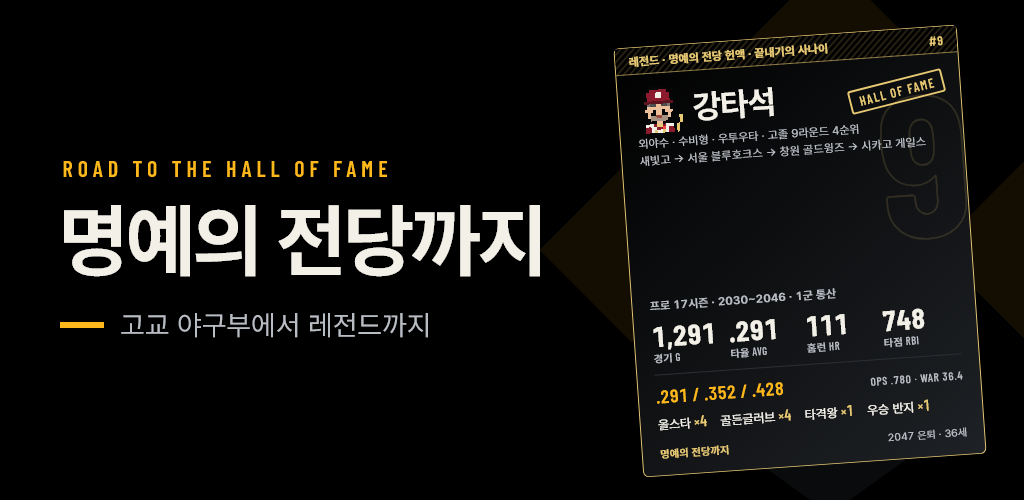 ROAD TO THE HALL OF FAME
명예의 전당까지
고교 야구부에서 레전드까지
레전드 · 명예의 전당 헌액 · 끝내기의 사나이 #9
강타석
HALL OF FAME
9
외야수 · 수비형 · 우투우타 · 고졸 9라운드 4순위
새빛고 → 서울 블루호크스 → 창원 골드윙즈 → 시카고 게일스
프로 17시즌 · 2030–2046 · 1군 통산
1,291 .291 111 748
경기 G 타율 AVG 홈런 HR 타점 RBI
.291 / .352 / .428 OPS .780 · WAR 36.4
올스타 ×4 골든글러브 ×4 타격왕 ×1 우승 반지 ×1
명예의 전당까지 2047 은퇴 · 36세